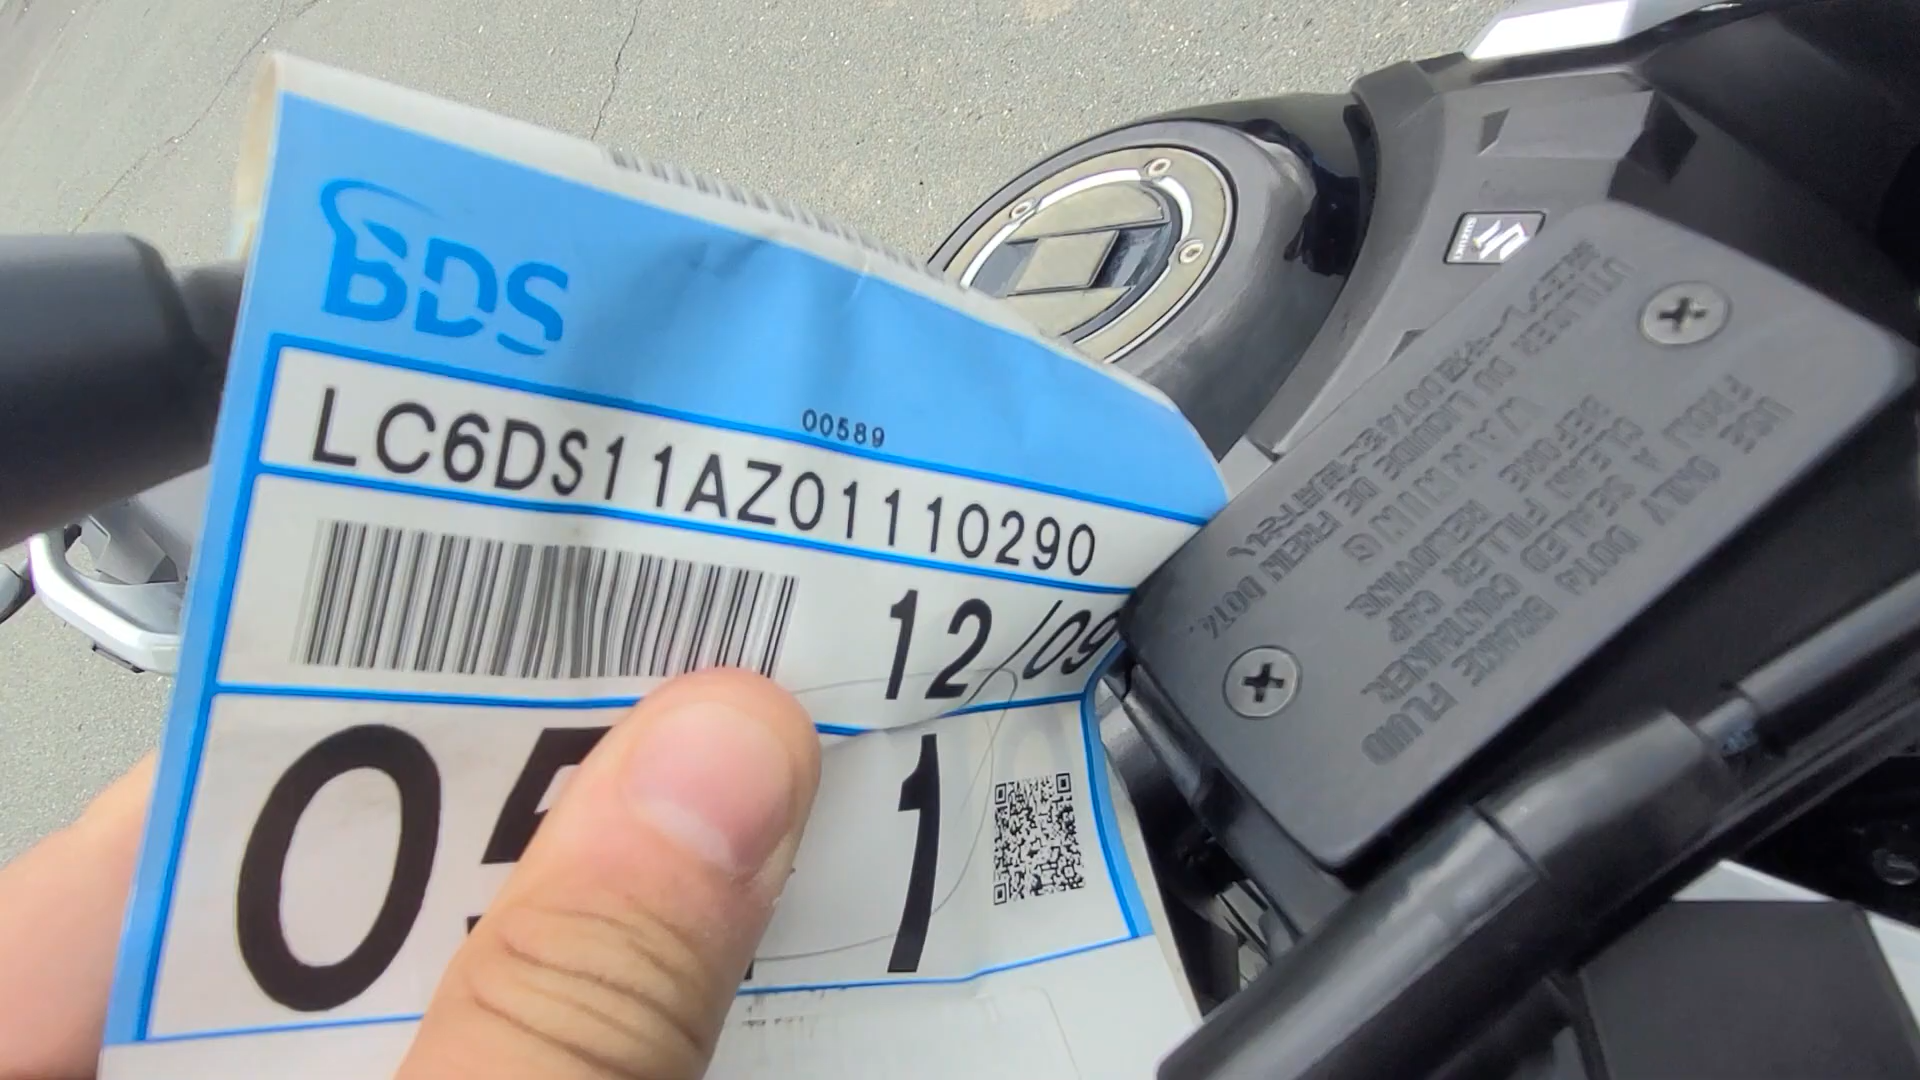 BDS
00589
LC6DS11AZ01110290
12/09
05
1
SUZUKI
USE ONLY DOT4 BRAKE FLUID
FROM A SEALED CONTAINER.
CLEAN FILLER CAP
BEFORE REMOVING.
WARNING
UTILISER DU LIQUIDE DE FREIN DOT4.